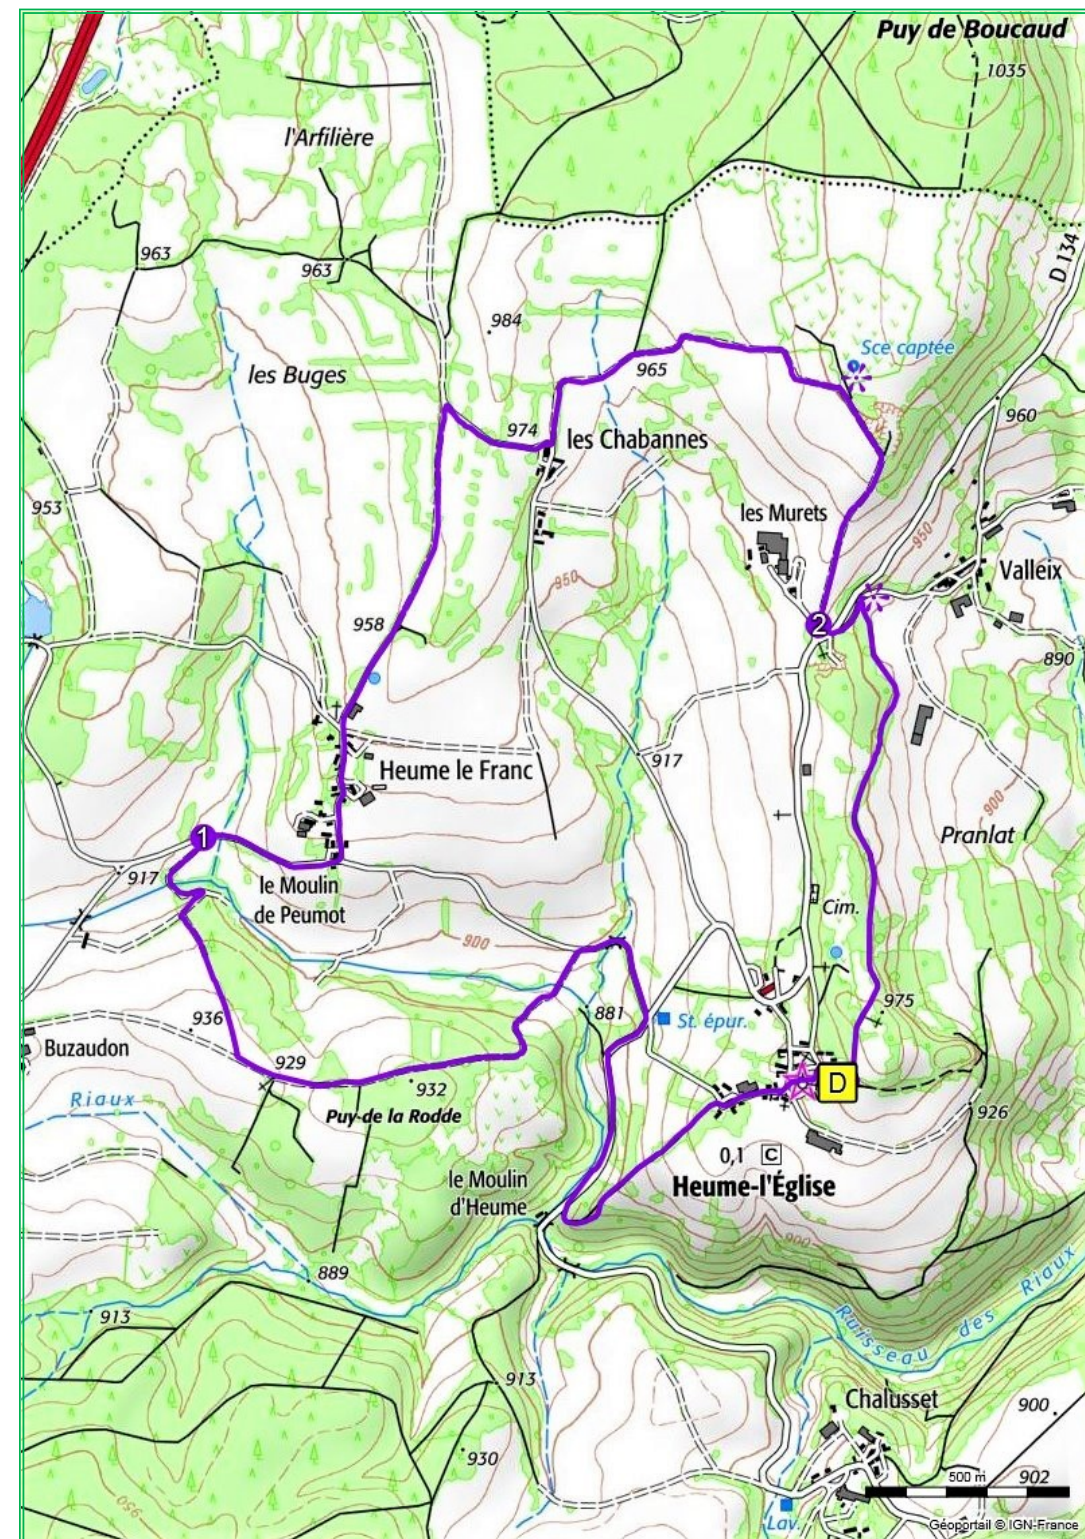 Puy de Boucaud
1035
l'Arfilière
963
963
D 134
984
Sce captée
les Buges
965
974
les Chabannes
960
953
les Murets
950
950
Valleix
2
958
890
917
Heume le Franc
900
1
Pranlat
917
le Moulin
de Peumot
Cim.
900
975
881
St. épur.
936
Buzaudon
929
932
D
926
Riaux
Puy de la Rodde
0,1 C
le Moulin
d'Heume
Heume-l'Église
900
889
913
Ruisseau des Riaux
913
Chalusset
900
930
500 m
902
950
Lav.
Géoportail © IGN-France